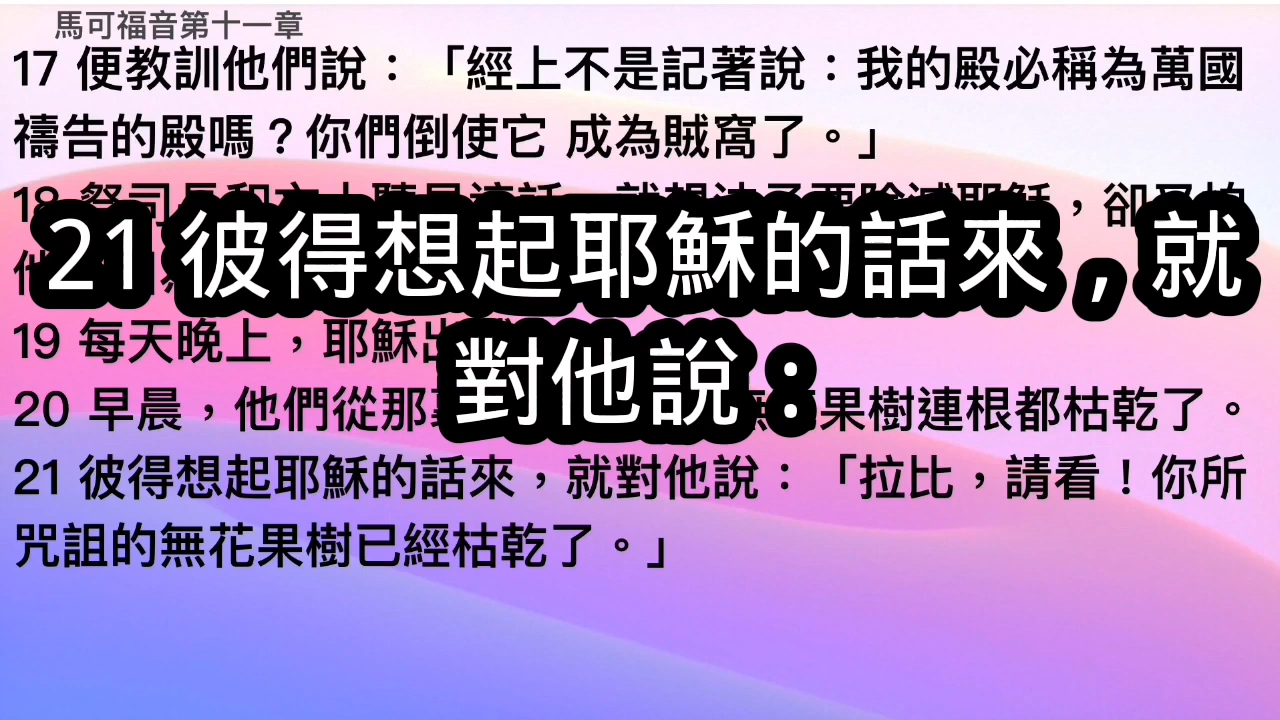 馬可福音第十一章
17 便教訓他們說：「經上不是記著說：我的殿必稱為萬國
禱告的殿嗎？你們倒使它 成為賊窩了。」
18
，卻
21 彼得想起耶穌的話來，就
對他說：
19 每天晚上，耶穌出
20 早晨，他們從那 果樹連根都枯乾了。
21 彼得想起耶穌的話來，就對他說：「拉比，請看！你所
咒詛的無花果樹已經枯乾了。」